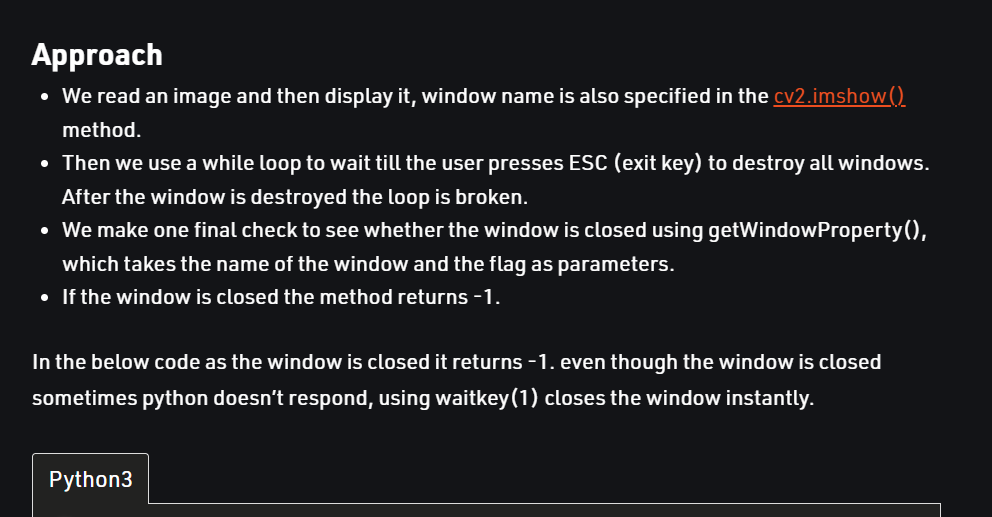 Approach
We read an image and then display it, window name is also specified in the cv2.imshow()
method.
Then we use a while loop to wait till the user presses ESC (exit key) to destroy all windows.
After the window is destroyed the loop is broken.
We make one final check to see whether the window is closed using getWindowProperty(),
which takes the name of the window and the flag as parameters.
If the window is closed the method returns -1.
In the below code as the window is closed it returns -1. even though the window is closed
sometimes python doesn’t respond, using waitkey(1) closes the window instantly.
Python3